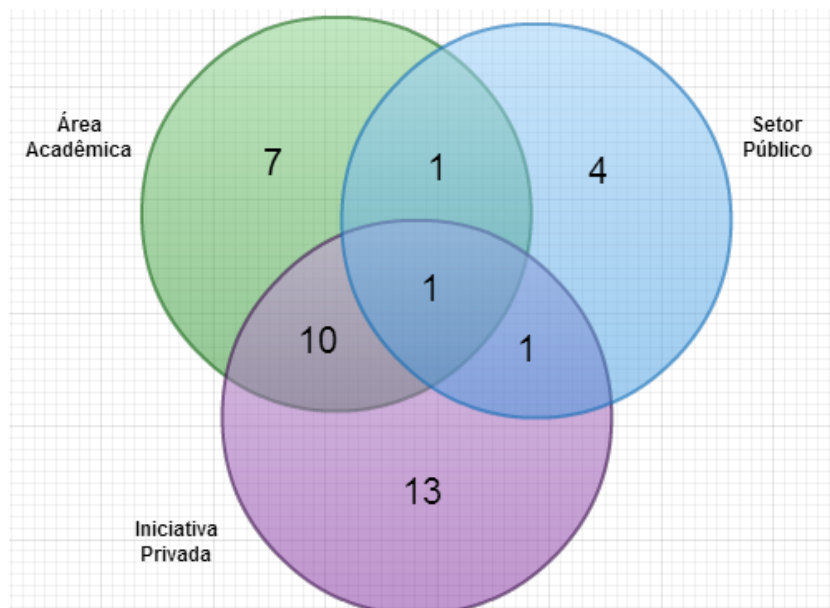 Área
Acadêmica
7
1
4
Setor
Público
1
10
1
13
Iniciativa
Privada